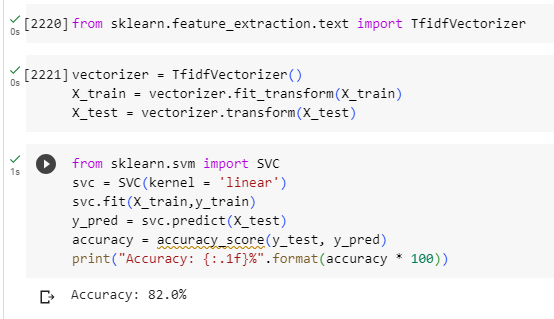 0s
[2220] from sklearn.feature_extraction.text import TfidfVectorizer
0s
[2221] vectorizer = TfidfVectorizer()
X_train = vectorizer.fit_transform(X_train)
X_test = vectorizer.transform(X_test)
1s
from sklearn.svm import SVC
svc = SVC(kernel = 'linear')
svc.fit(X_train,y_train)
y_pred = svc.predict(X_test)
accuracy = accuracy_score(y_test, y_pred)
print("Accuracy: {:.1f}%".format(accuracy * 100))
Accuracy: 82.0%